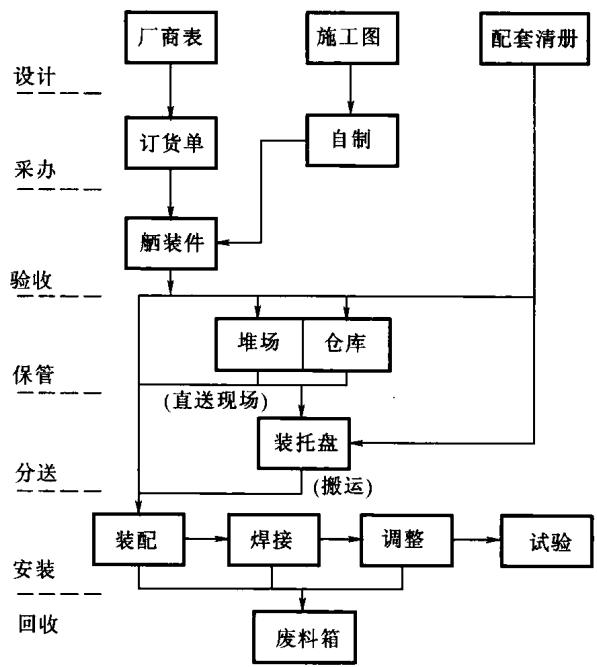 厂商表
施工图
配套清册
设计
订货单
自制
采办
舾装件
验收
堆场
仓库
保管
(直送现场)
装托盘
分送
(搬运)
装配
焊接
调整
试验
安装
回收
废料箱